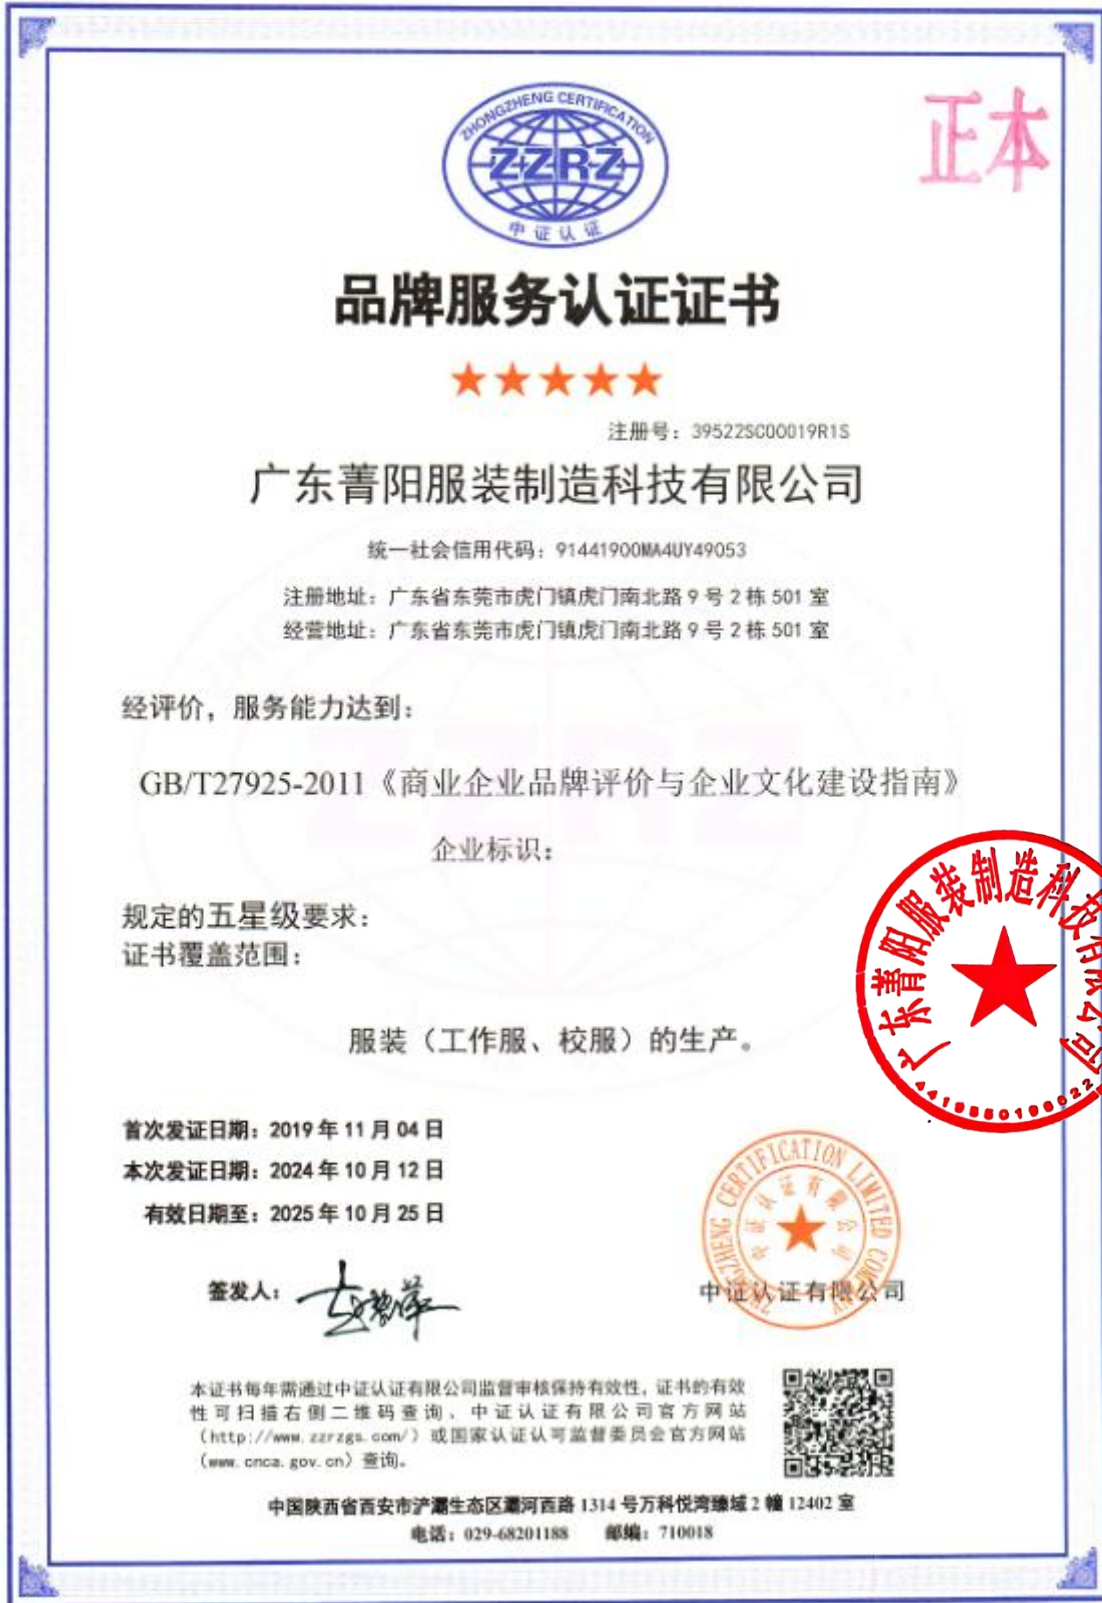 ZHONGZHENG CERTIFICATION
ZZRZ
中证认证
正本
品牌服务认证证书
注册号：39522SC00019R1S
广东菁阳服装制造科技有限公司
统一社会信用代码：91441900MA4UY49053
注册地址：广东省东莞市虎门镇虎门南北路9号2栋501室
经营地址：广东省东莞市虎门镇虎门南北路9号2栋501室
经评价，服务能力达到：
GB/T27925-2011《商业企业品牌评价与企业文化建设指南》
企业标识：
规定的五星级要求：
证书覆盖范围：
服装（工作服、校服）的生产。
广东菁阳服装制造科技有限公司
首次发证日期：2019年11月04日
本次发证日期：2024年10月12日
有效日期至：2025年10月25日
签发人：
ZHONGZHENG CERTIFICATION LIMITED COMPANY
中证认证有限公司
中证认证有限公司
本证书每年需通过中证认证有限公司监督审核保持有效性，证书的有效
性可扫描右侧二维码查询、中证认证有限公司官方网站
（http://www.zzrzgs.com/）或国家认证认可监督委员会官方网站
（www.cnca.gov.cn）查询。
中国陕西省西安市浐灞生态区灞河西路1314号万科悦湾臻域2幢12402室
电话：029-68201188 邮编：710018